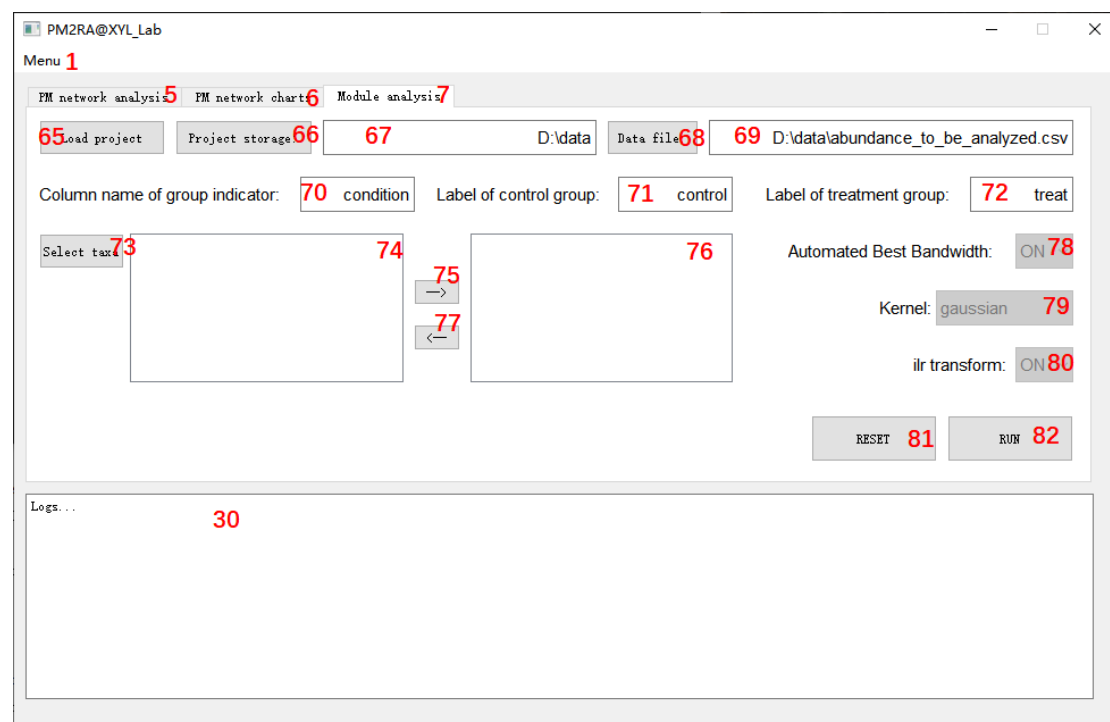 PM2RA@XYL_Lab
Menu 1
PM network analysis 5 PM network charts 6 Module analysis 7
65 Load project Project storage 66 67 D:\data Data file 68 69 D:\data\abundance_to_be_analyzed.csv
Column name of group indicator: 70 condition Label of control group: 71 control Label of treatment group: 72 treat
Select taxa 73 74 75 --> 76 Automated Best Bandwidth: ON 78
77 <-- Kernel: gaussian 79
ilr transform: ON 80
RESET 81 RUN 82
Logs...
30